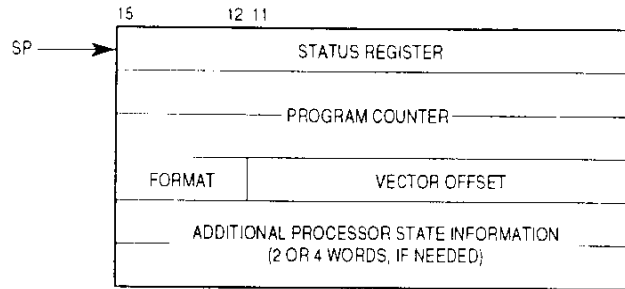 15 12 11
SP STATUS REGISTER
PROGRAM COUNTER
FORMAT VECTOR OFFSET
ADDITIONAL PROCESSOR STATE INFORMATION
(2 OR 4 WORDS, IF NEEDED)